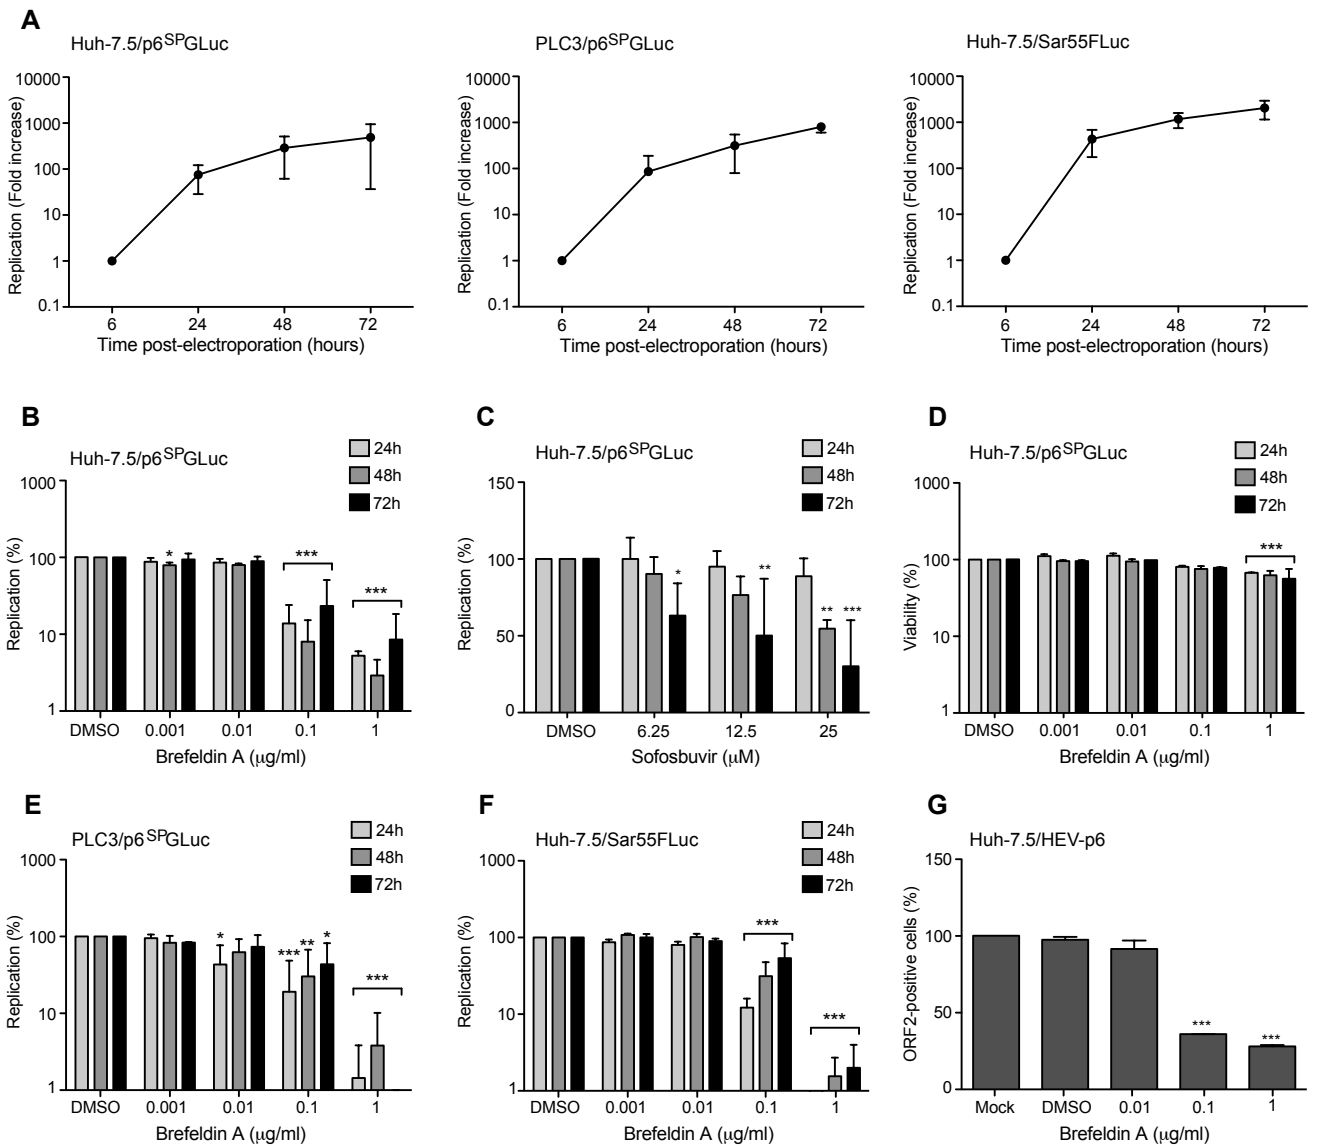 A
Huh-7.5/p6SPGLuc
PLC3/p6SPGLuc
Huh-7.5/Sar55FLuc
Replication (Fold increase)
10000
1000
100
10
1
0.1
6 24 48 72
Time post-electroporation (hours)
Replication (Fold increase)
10000
1000
100
10
1
0.1
6 24 48 72
Time post-electroporation (hours)
Replication (Fold increase)
10000
1000
100
10
1
0.1
6 24 48 72
Time post-electroporation (hours)
B
Huh-7.5/p6SPGLuc
24h
48h
72h
Replication (%)
1000
100
10
1
*
***
***
DMSO 0.001 0.01 0.1 1
Brefeldin A (μg/ml)
C
Huh-7.5/p6SPGLuc
24h
48h
72h
Replication (%)
150
100
50
0
*
**
** ***
DMSO 6.25 12.5 25
Sofosbuvir (μM)
D
Huh-7.5/p6SPGLuc
24h
48h
72h
Viability (%)
1000
100
10
1
***
DMSO 0.001 0.01 0.1 1
Brefeldin A (μg/ml)
E
PLC3/p6SPGLuc
24h
48h
72h
Replication (%)
1000
100
10
1
*
*** ** *
***
DMSO 0.001 0.01 0.1 1
Brefeldin A (μg/ml)
F
Huh-7.5/Sar55FLuc
24h
48h
72h
Replication (%)
1000
100
10
1
***
***
DMSO 0.001 0.01 0.1 1
Brefeldin A (μg/ml)
G
Huh-7.5/HEV-p6
ORF2-positive cells (%)
150
100
50
0
***
***
Mock DMSO 0.01 0.1 1
Brefeldin A (μg/ml)